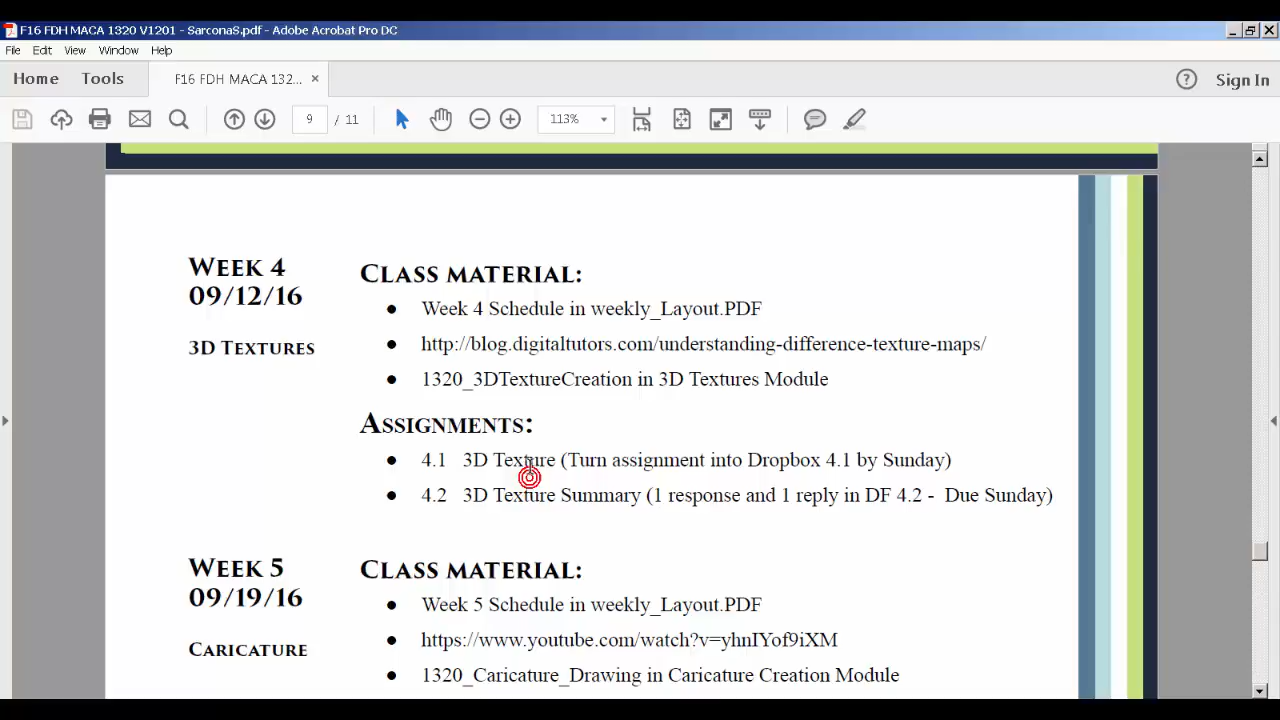 F16 FDH MACA 1320 V1201 - SarconaS.pdf - Adobe Acrobat Pro DC
File Edit View Window Help
Home Tools F16 FDH MACA 132... × ? Sign In
9 / 11 113%
WEEK 4
09/12/16
3D TEXTURES
CLASS MATERIAL:
● Week 4 Schedule in weekly_Layout.PDF
● http://blog.digitaltutors.com/understanding-difference-texture-maps/
● 1320_3DTextureCreation in 3D Textures Module
ASSIGNMENTS:
● 4.1 3D Texture (Turn assignment into Dropbox 4.1 by Sunday)
● 4.2 3D Texture Summary (1 response and 1 reply in DF 4.2 - Due Sunday)
WEEK 5
09/19/16
CARICATURE
CLASS MATERIAL:
● Week 5 Schedule in weekly_Layout.PDF
● https://www.youtube.com/watch?v=yhnIYof9iXM
● 1320_Caricature_Drawing in Caricature Creation Module